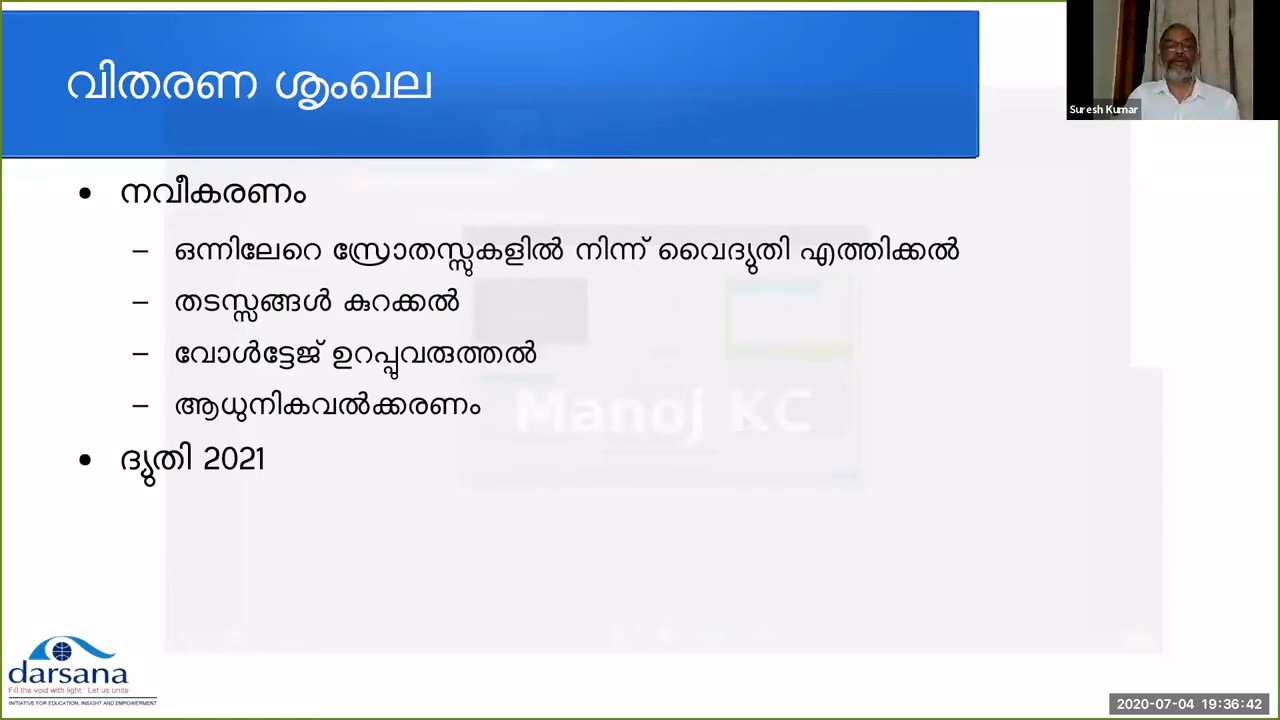 വിതരണ ശൃംഖല
Suresh Kumar
• നവീകരണം
– ഒന്നിലേറെ സ്രോതസ്സുകളിൽ നിന്ന് വൈദ്യുതി എത്തിക്കൽ
– തടസ്സങ്ങൾ കുറക്കൽ
– വോൾട്ടേജ് ഉറപ്പുവരുത്തൽ
– ആധുനികവൽക്കരണം
Manoj KC
• ദ്യുതി 2021
darsana
Fill the void with light Let us unite
INITIATIVE FOR EDUCATION, INSIGHT AND EMPOWERMENT
2020-07-04 19:36:42